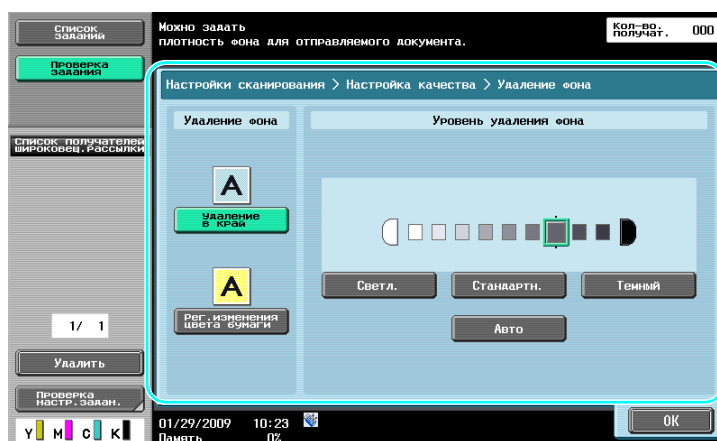 Список
заданий
Можно задать
плотность фона для отправляемого документа.
Кол-во.
получат.
000
Проверка
задания
Настройки сканирования > Настройка качества > Удаление фона
Удаление фона
Уровень удаления фона
Список получателей
широковещ.рассылки
A
Удаление
в край
A
Рег.изменения
цвета бумаги
Светл.
Стандартн.
Темный
Авто
1/ 1
Удалить
Проверка
настр.задан.
Y M C K
01/29/2009 10:23
Память 0%
OK